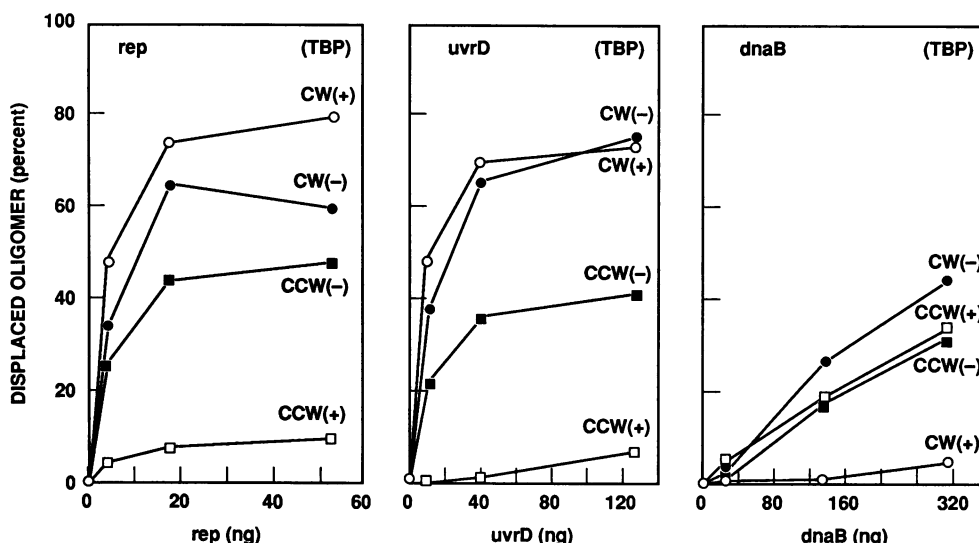 100
80
60
40
20
0
DISPLACED OLIGOMER (percent)
rep (TBP)
CW(+)
CW(−)
CCW(−)
CCW(+)
0 20 40 60
rep (ng)
uvrD (TBP)
CW(−)
CW(+)
CCW(−)
CCW(+)
0 40 80 120
uvrD (ng)
dnaB (TBP)
CW(−)
CCW(+)
CCW(−)
CW(+)
0 80 160 320
dnaB (ng)